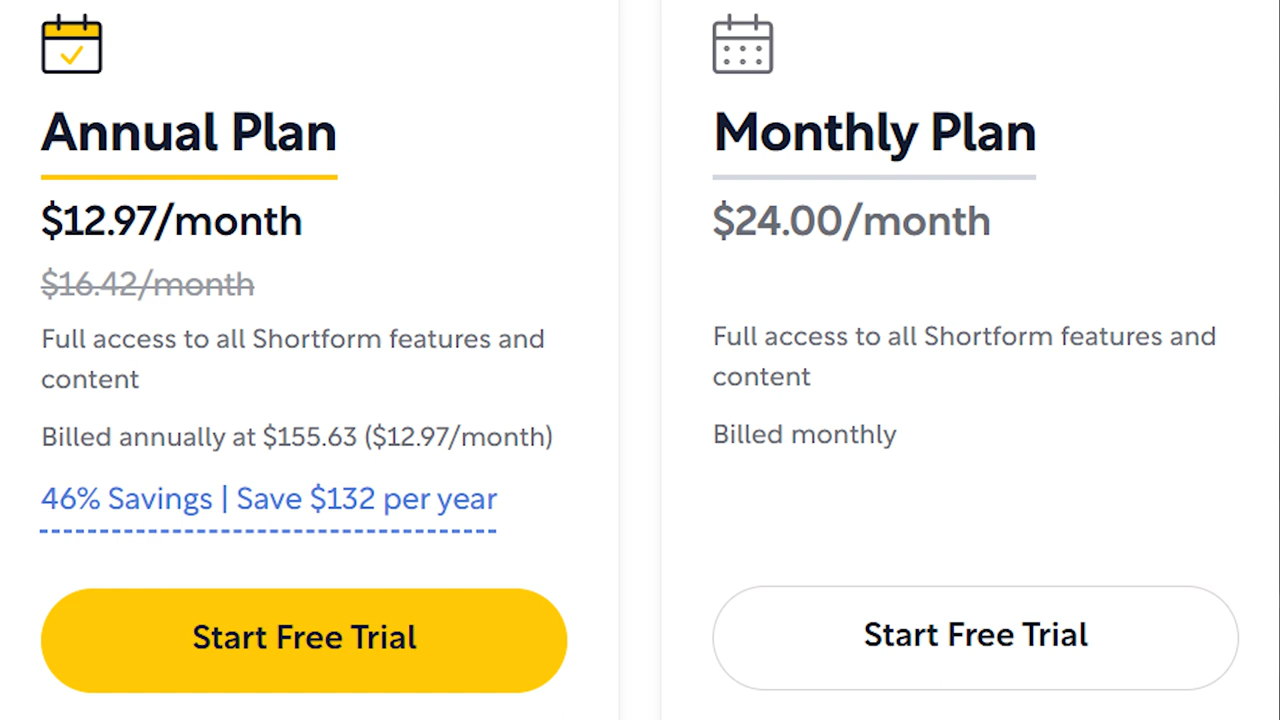 Annual Plan
$12.97/month
$16.42/month
Full access to all Shortform features and
content
Billed annually at $155.63 ($12.97/month)
46% Savings | Save $132 per year
Start Free Trial
Monthly Plan
$24.00/month
Full access to all Shortform features and
content
Billed monthly
Start Free Trial